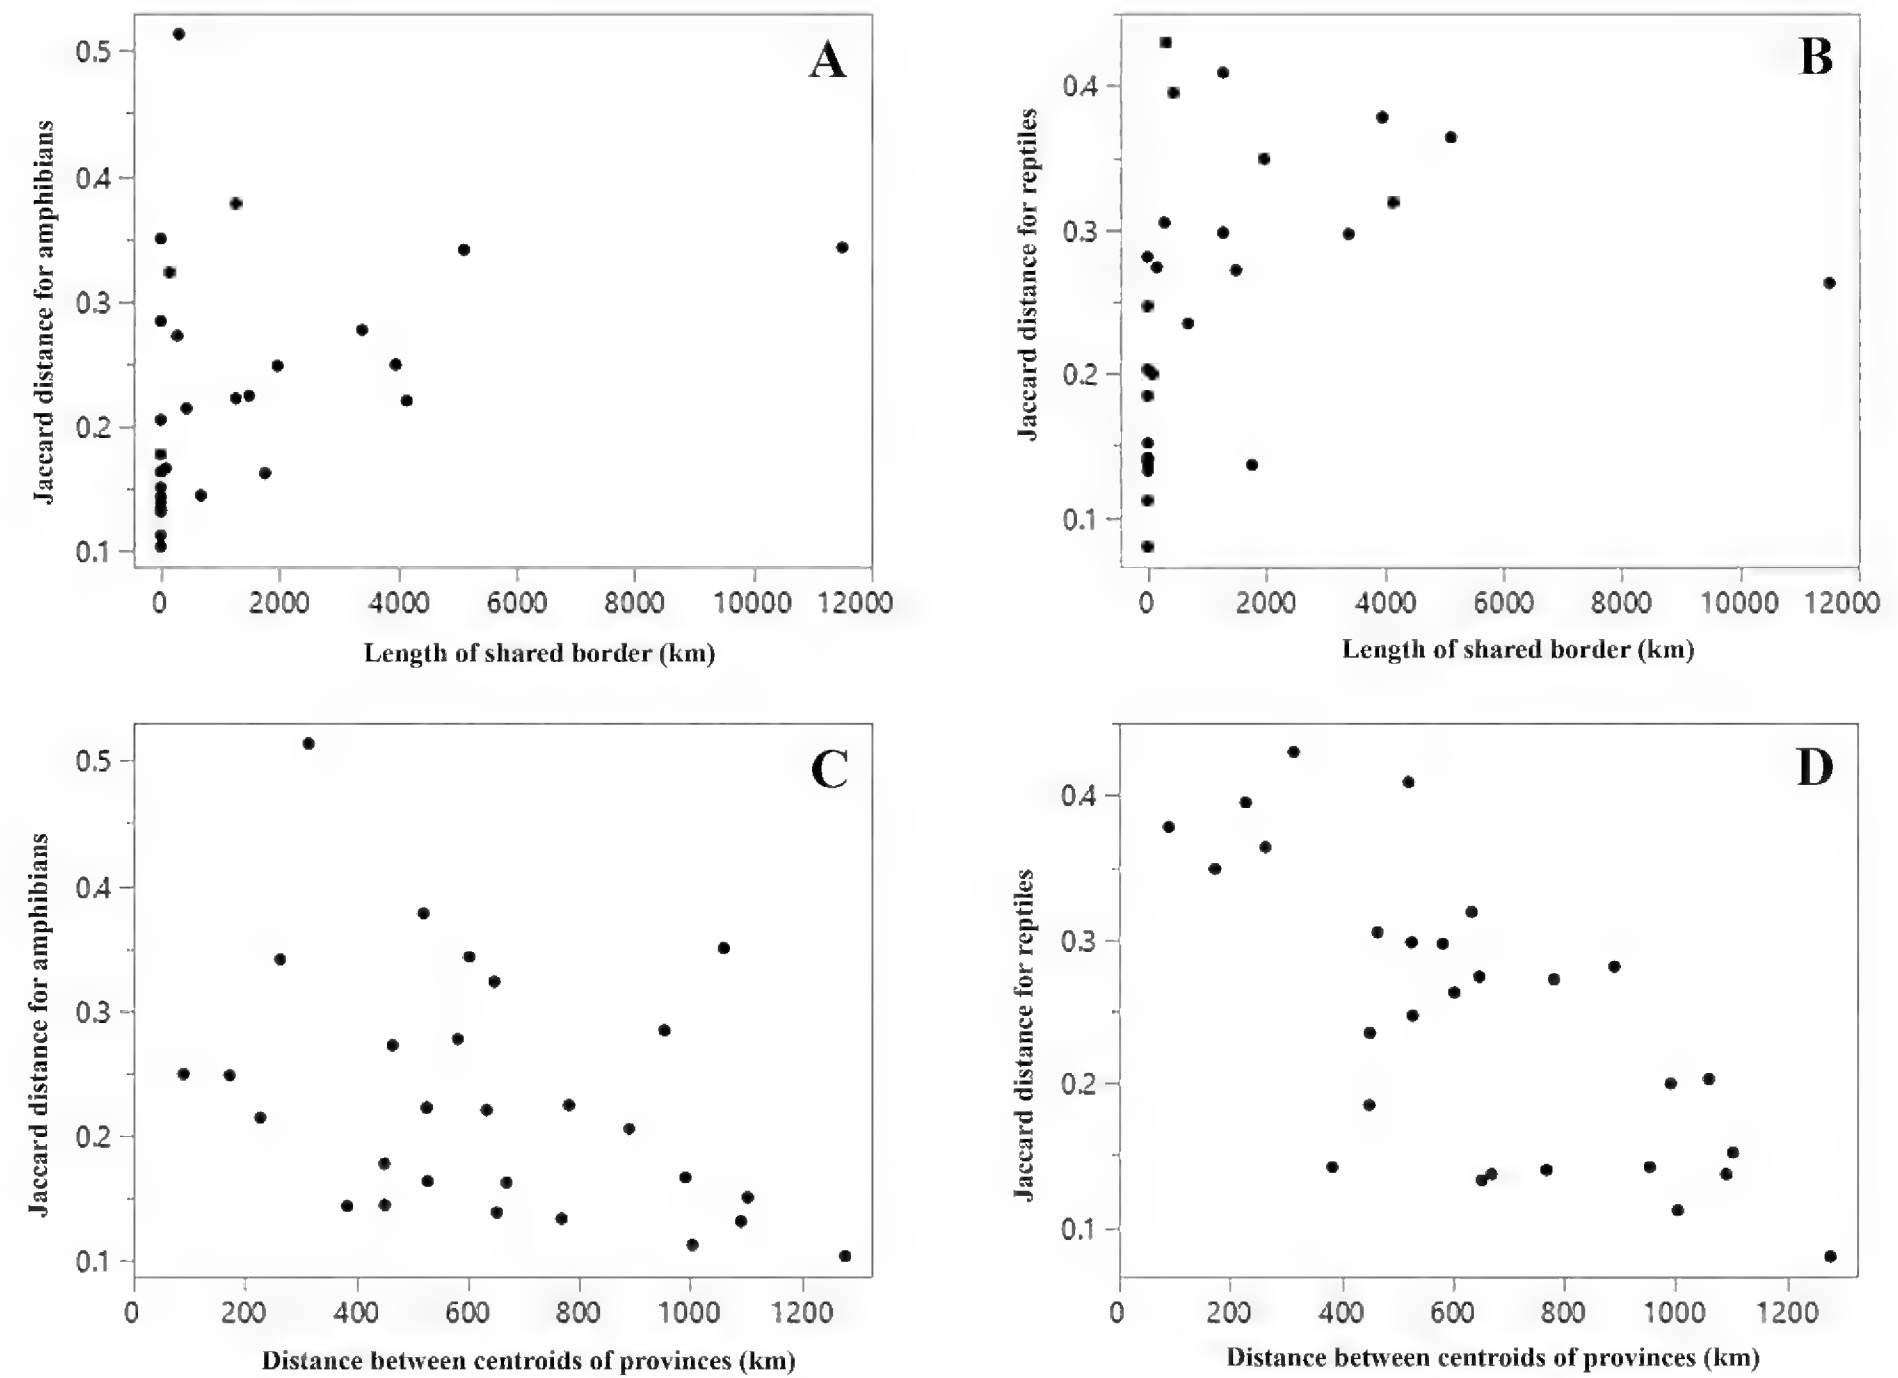 A
Jaccard distance for amphibians
0.5
0.4
0.3
0.2
0.1
0 2000 4000 6000 8000 10000 12000
Length of shared border (km)
B
Jaccard distance for reptiles
0.4
0.3
0.2
0.1
0 2000 4000 6000 8000 10000 12000
Length of shared border (km)
C
Jaccard distance for amphibians
0.5
0.4
0.3
0.2
0.1
0 200 400 600 800 1000 1200
Distance between centroids of provinces (km)
D
Jaccard distance for reptiles
0.4
0.3
0.2
0.1
0 200 400 600 800 1000 1200
Distance between centroids of provinces (km)